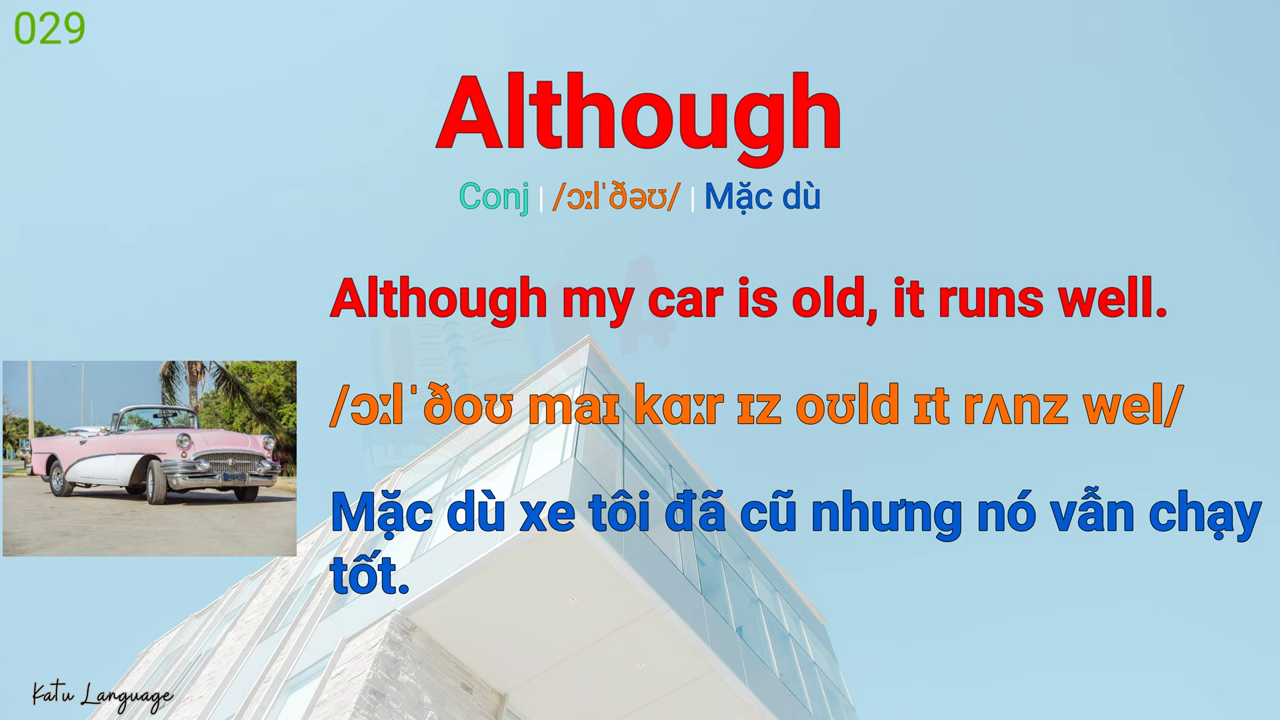 029
Although
Conj | /ɔːlˈðəʊ/ | Mặc dù
Although my car is old, it runs well.
/ɔːlˈðoʊ maɪ kɑːr ɪz oʊld ɪt rʌnz wel/
Mặc dù xe tôi đã cũ nhưng nó vẫn chạy
tốt.
Katu Language